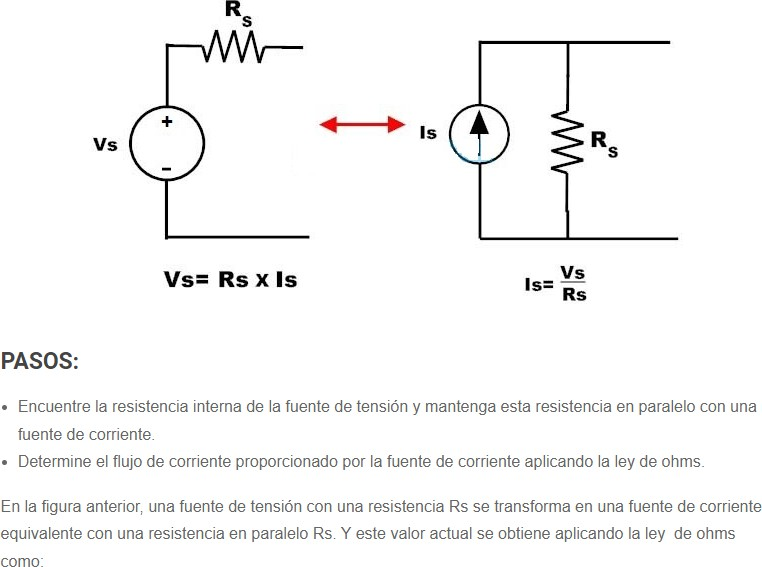 Rs
Vs
+
-
Is
Rs
Vs= Rs x Is
Is= Vs
Rs
PASOS:
• Encuentre la resistencia interna de la fuente de tensión y mantenga esta resistencia en paralelo con una
fuente de corriente.
• Determine el flujo de corriente proporcionado por la fuente de corriente aplicando la ley de ohms.
En la figura anterior, una fuente de tensión con una resistencia Rs se transforma en una fuente de corriente
equivalente con una resistencia en paralelo Rs. Y este valor actual se obtiene aplicando la ley  de ohms
como: